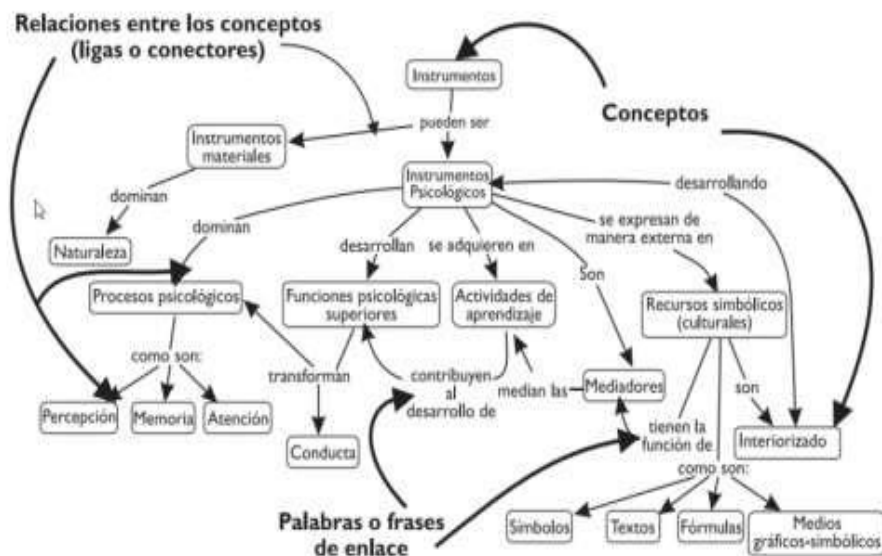 Relaciones entre los conceptos
(ligas o conectores)
Instrumentos
Conceptos
pueden ser
Instrumentos
materiales
Instrumentos
Psicológicos
desarrollando
dominan
dominan
se expresan de
manera externa en
desarrollan
se adquieren en
Naturaleza
Son
Procesos psicológicos
Funciones psicológicas
superiores
Actividades de
aprendizaje
Recursos simbólicos
(culturales)
como son:
transforman
contribuyen
al
desarrollo de
median las
Mediadores
son
Percepción
Memoria
Atención
tienen la
función de
Interiorizado
Conducta
como son:
Palabras o frases
de enlace
Símbolos
Textos
Fórmulas
Medios
gráficos-simbólicos